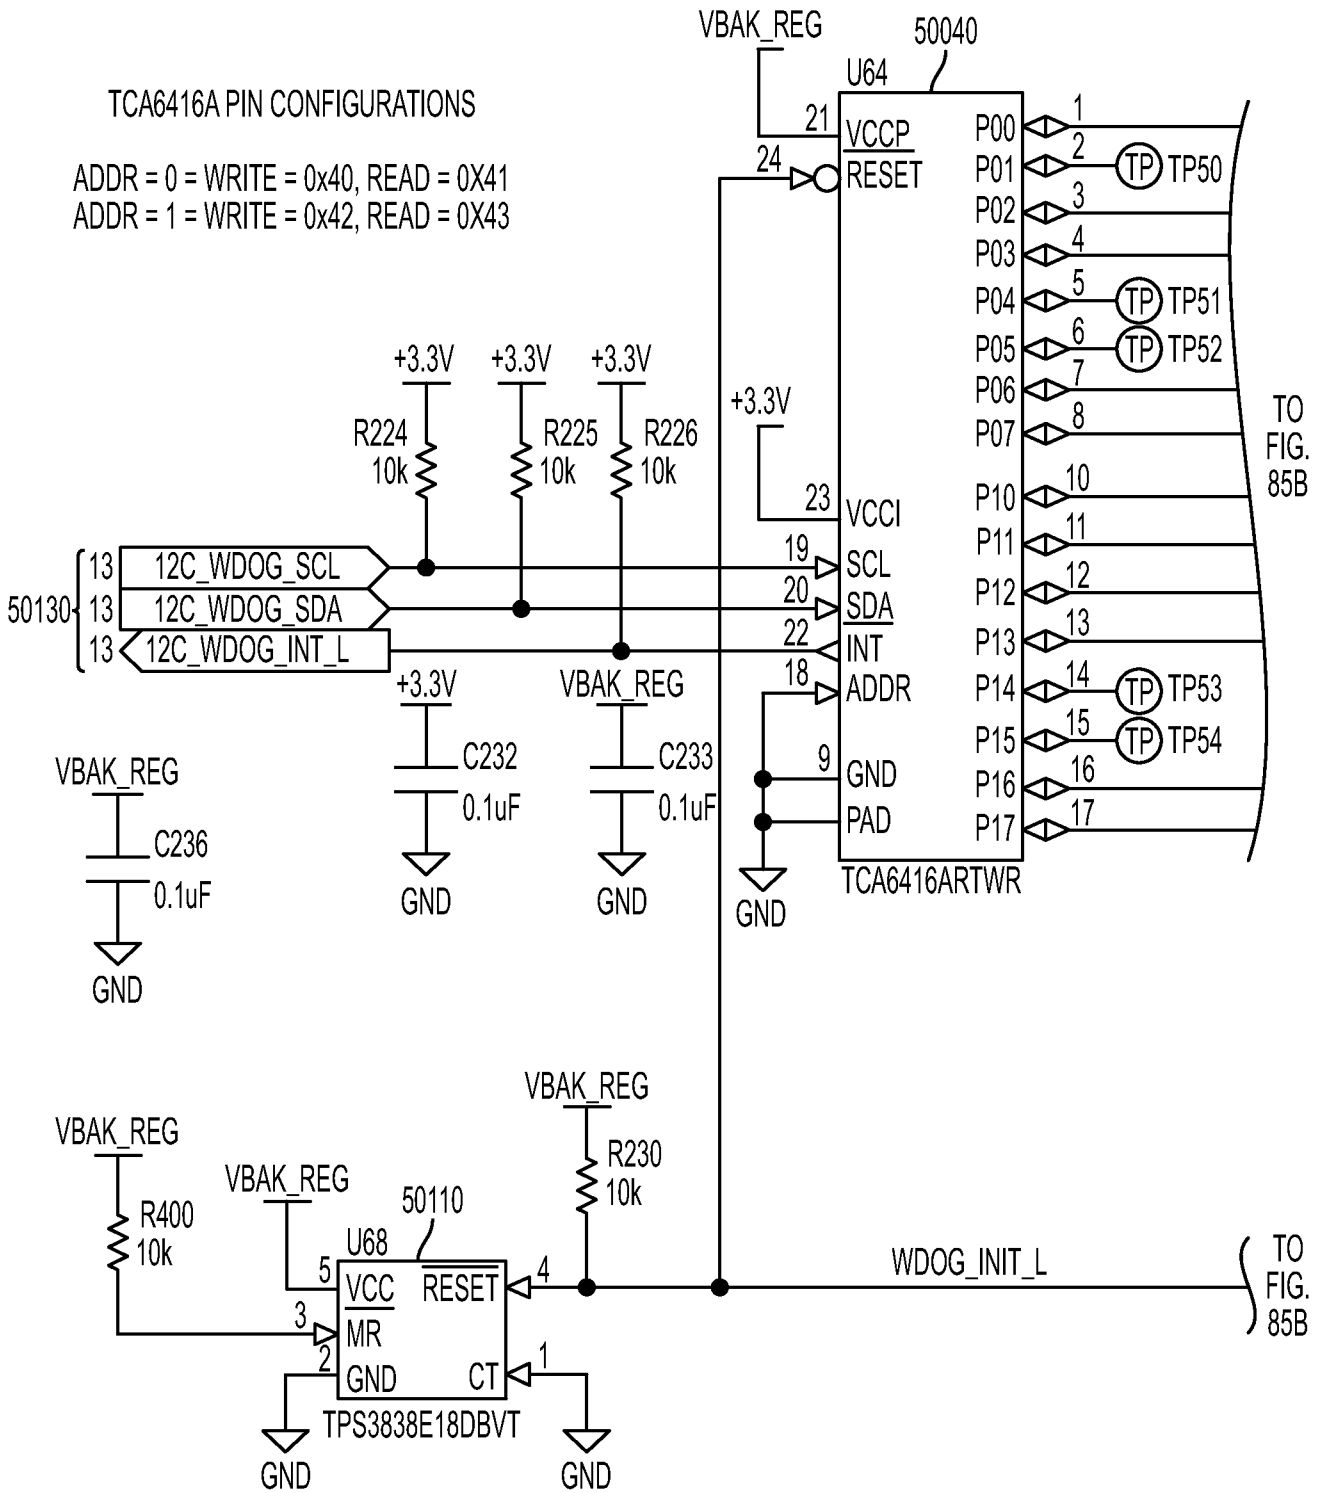 VBAK_REG
50040
U64
TCA6416A PIN CONFIGURATIONS
ADDR = 0 = WRITE = 0x40, READ = 0X41
ADDR = 1 = WRITE = 0x42, READ = 0X43
21 VCCP
24 RESET
P00 1
P01 2 TP TP50
P02 3
P03 4
P04 5 TP TP51
P05 6 TP TP52
P06 7
P07 8
P10 10
P11 11
P12 12
P13 13
P14 14 TP TP53
P15 15 TP TP54
P16 16
P17 17
TO
FIG.
85B
+3.3V
+3.3V
+3.3V
R224
10k
R225
10k
R226
10k
+3.3V
23 VCCI
50130
13 12C_WDOG_SCL
19 SCL
13 12C_WDOG_SDA
20 SDA
13 12C_WDOG_INT_L
22 INT
18 ADDR
9 GND
PAD
GND
TCA6416ARTWR
+3.3V
C232
0.1uF
GND
VBAK_REG
C233
0.1uF
GND
VBAK_REG
C236
0.1uF
GND
VBAK_REG
R400
10k
VBAK_REG
50110
U68
VBAK_REG
R230
10k
5 VCC
RESET 4
3 MR
2 GND
CT 1
TPS3838E18DBVT
GND
GND
WDOG_INIT_L
TO
FIG.
85B